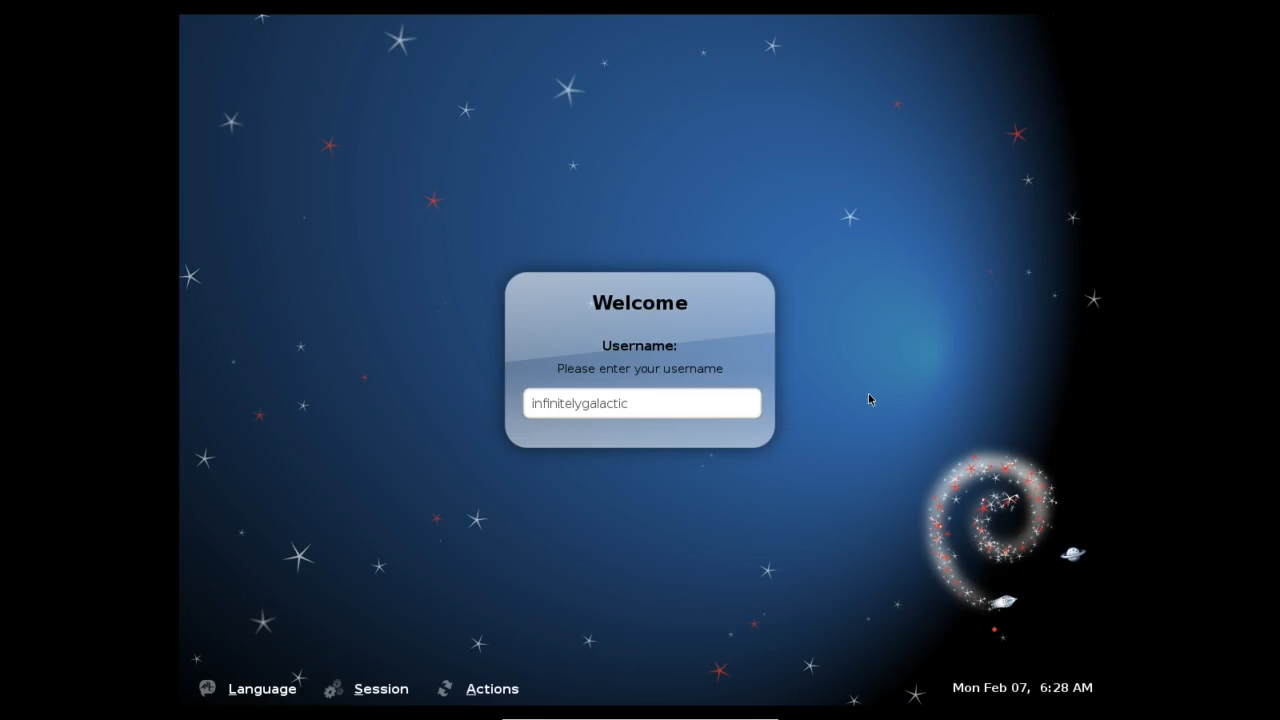 Welcome
Username:
Please enter your username
infinitelygalactic
Language Session Actions Mon Feb 07, 6:28 AM